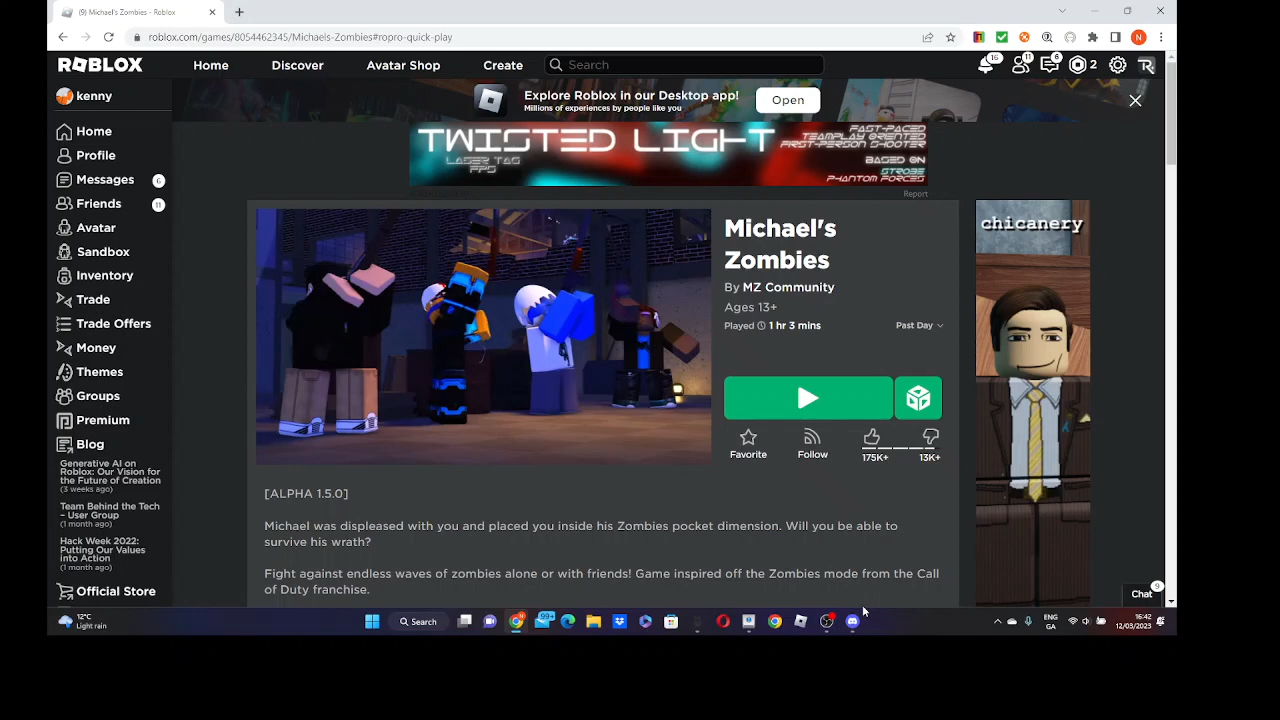 (9) Michael's Zombies - Roblox
roblox.com/games/8054462345/Michaels-Zombies#ropro-quick-play
N
ROBLOX
Home
Discover
Avatar Shop
Create
Search
16
11
6
2
kenny
Explore Roblox in our Desktop app!
Millions of experiences by people like you
Open
TWISTED LIGHT
LASER TAG
FPS
FAST-PACED
TEAMPLAY ORIENTED
FIRST-PERSON SHOOTER
BASED ON
STROBE
PHANTOM FORCES
Report
Home
Profile
Messages 6
Friends 11
Avatar
Sandbox
Inventory
Trade
Trade Offers
Money
Themes
Groups
Premium
Blog
Generative AI on
Roblox: Our Vision for
the Future of Creation
(3 weeks ago)
Team Behind the Tech
– User Group
(1 month ago)
Hack Week 2022:
Putting Our Values
into Action
(1 month ago)
Official Store
Michael's
Zombies
By MZ Community
Ages 13+
Played 1 hr 3 mins
Past Day
Favorite
Follow
175K+
13K+
[ALPHA 1.5.0]
Michael was displeased with you and placed you inside his Zombies pocket dimension. Will you be able to
survive his wrath?
Fight against endless waves of zombies alone or with friends! Game inspired off the Zombies mode from the Call
of Duty franchise.
chicanery
Chat
9
12°C
Light rain
Search
99+
ENG
GA
16:42
12/03/2023